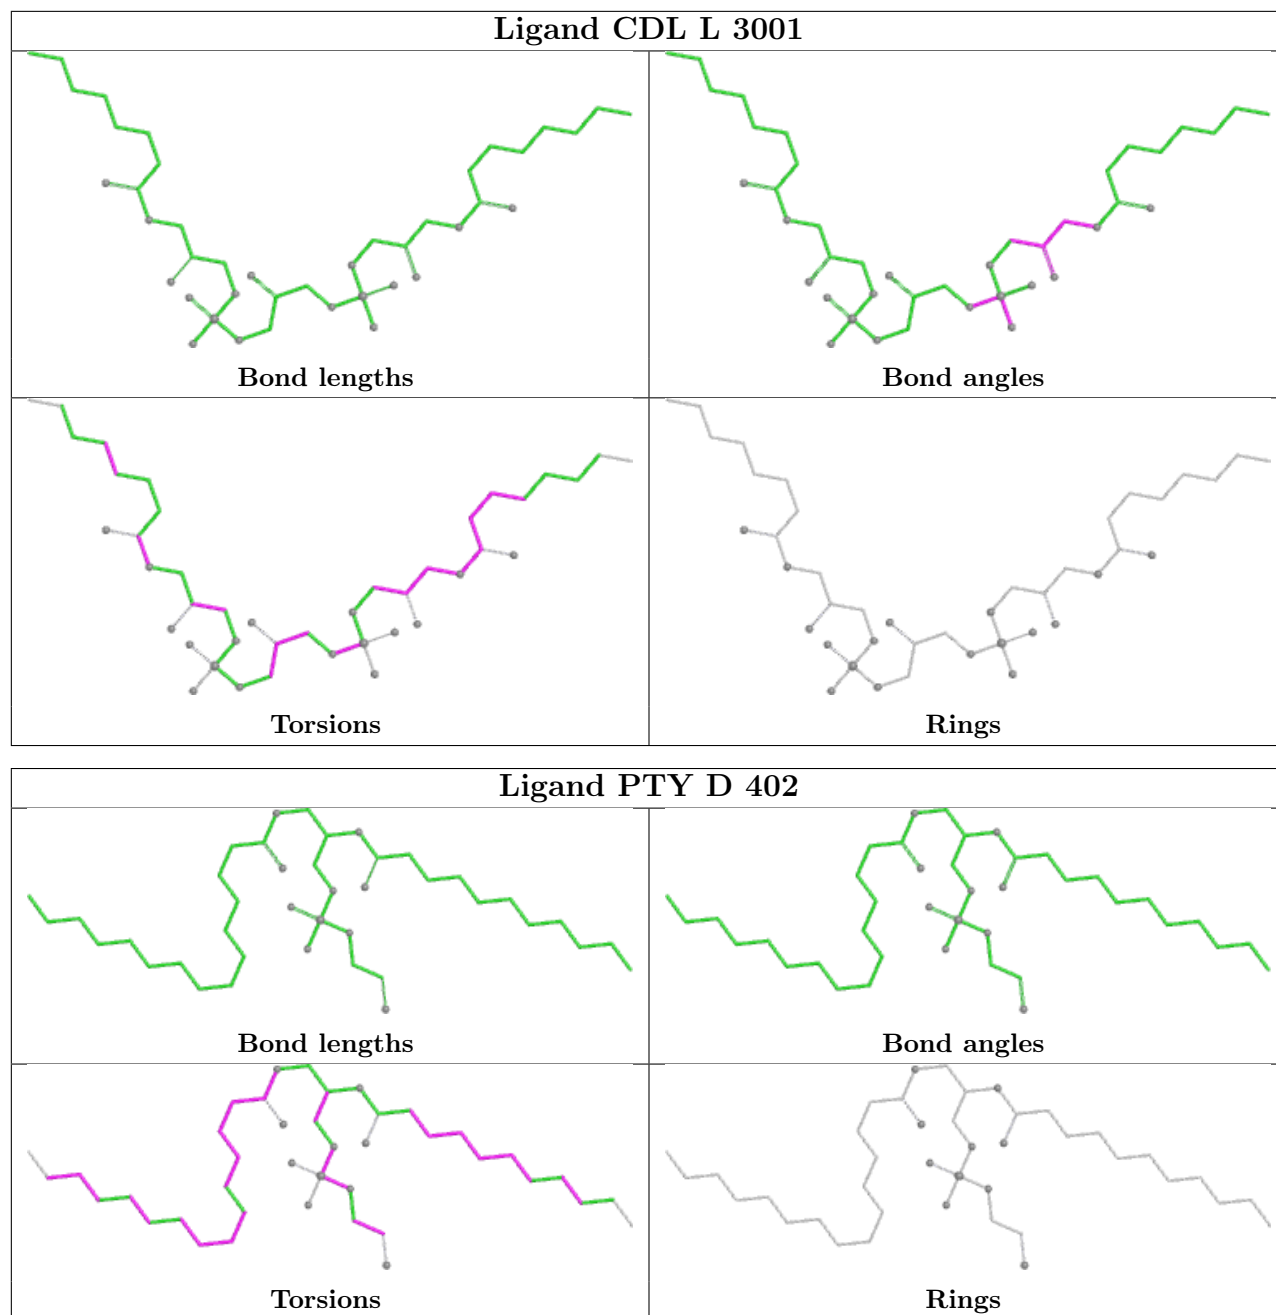 Ligand CDL L 3001
Bond lengths
Bond angles
Torsions
Rings
Ligand PTY D 402
Bond lengths
Bond angles
Torsions
Rings